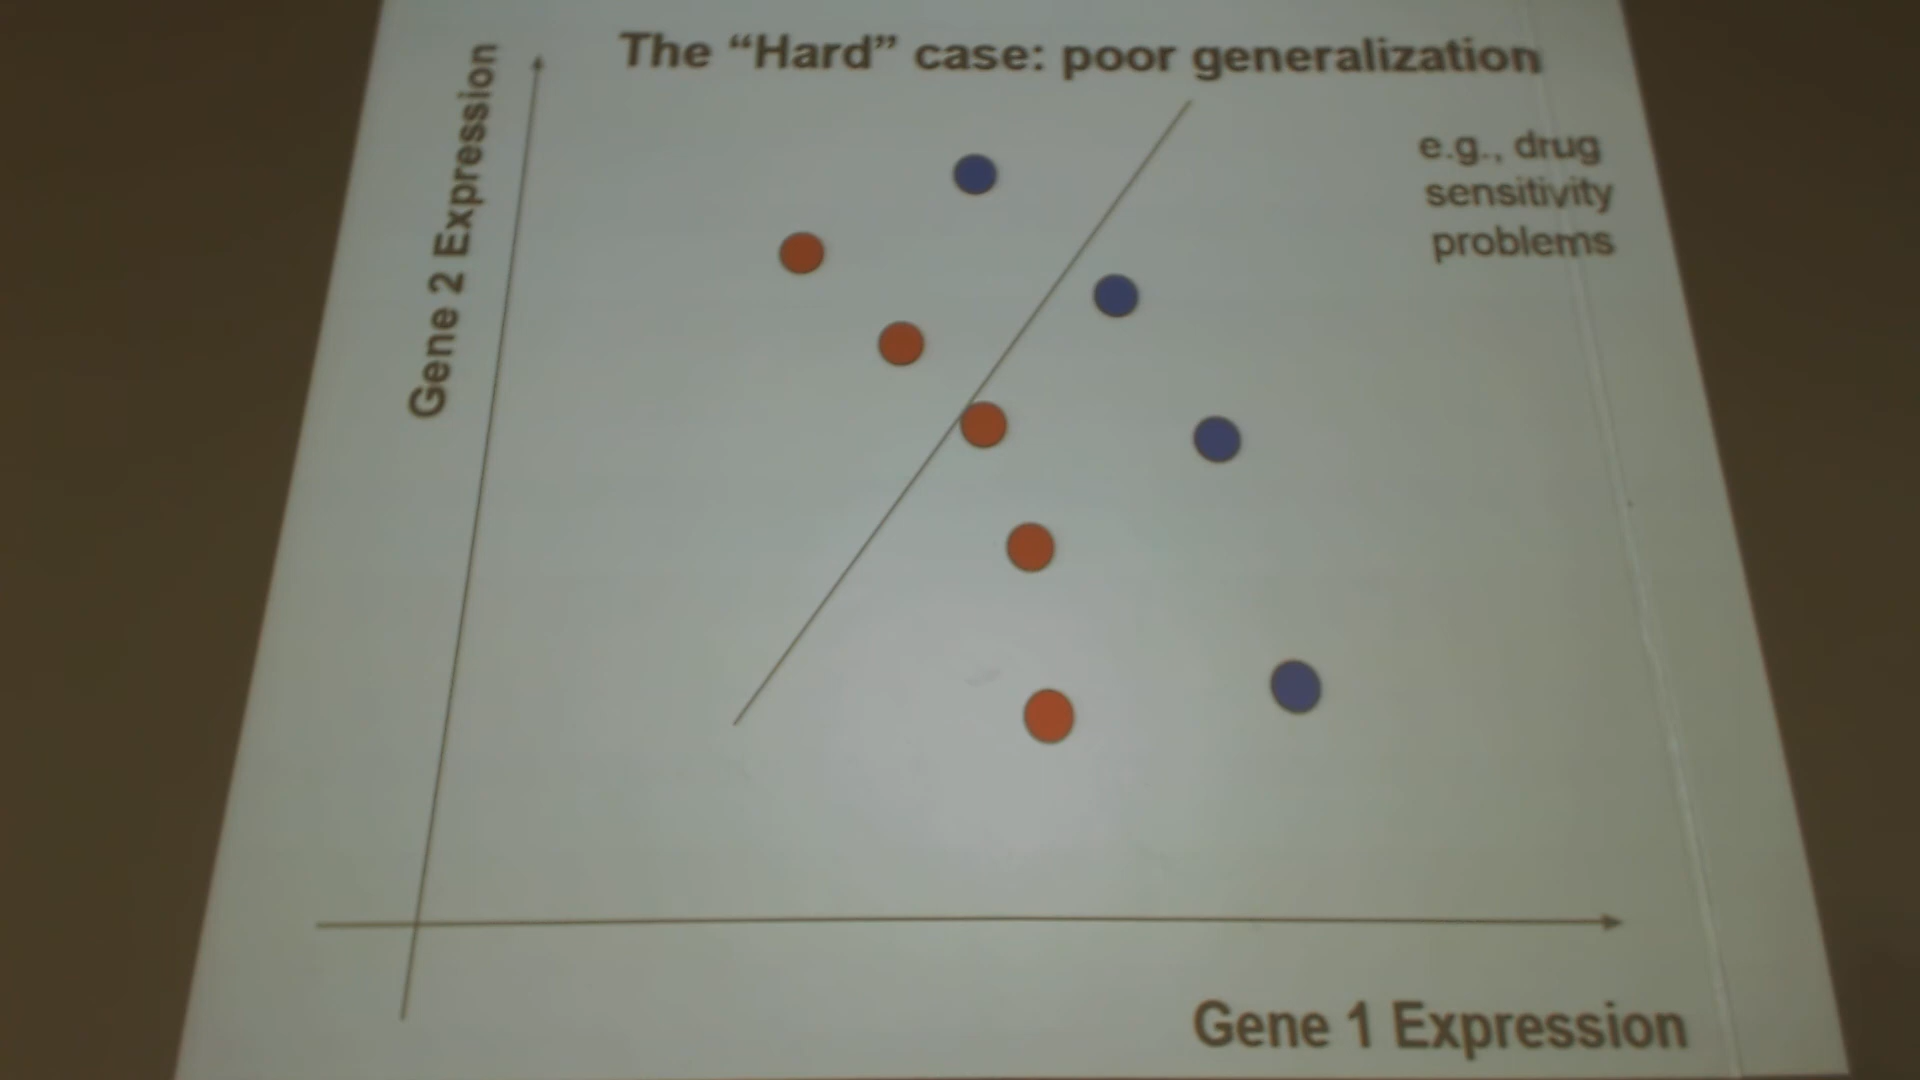 The “Hard” case: poor generalization
e.g., drug
sensitivity
problems
Gene 2 Expression
Gene 1 Expression